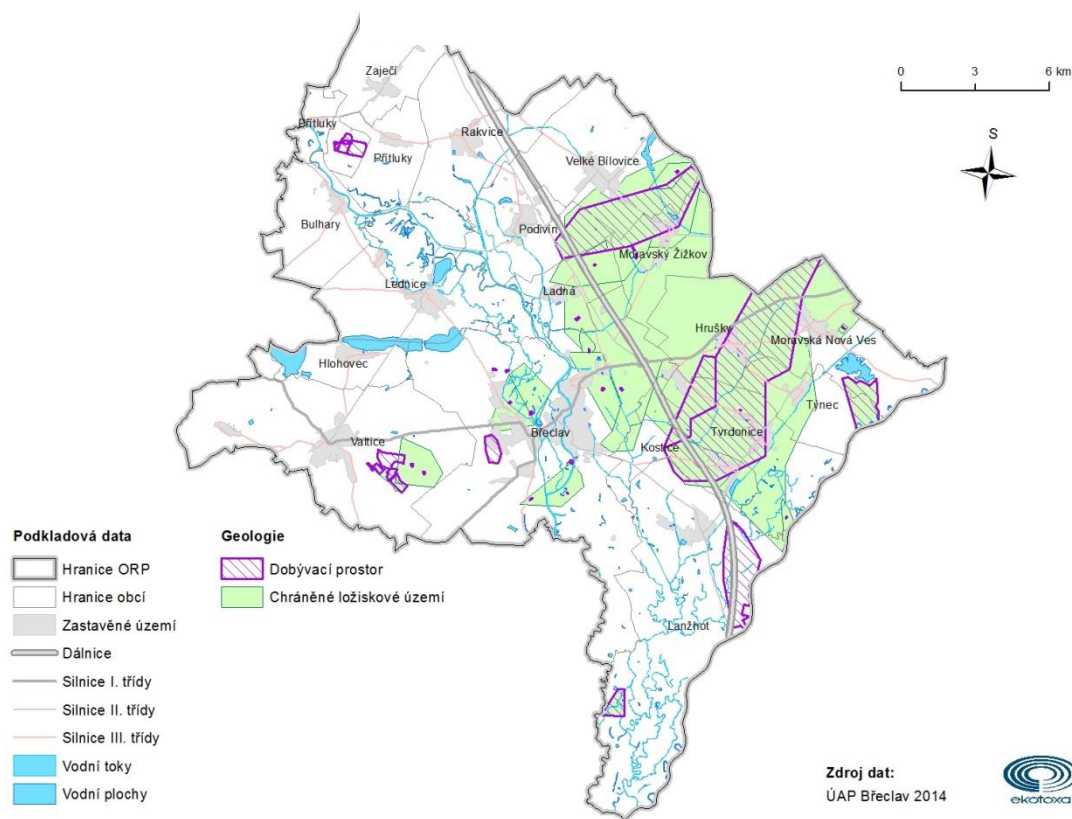 0 3 6 km
S
Zaječí
Přítluky
Rakvice
Přítluky
Velké Bílovice
Bulhary
Podivín
Moravský Žižkov
Lednice
Ladná
Hrušky
Moravská Nová Ves
Hlohovec
Týnec
Valtice
Břeclav
Kostice
Tvrdonice
Lanžhot
Podkladová data
Hranice ORP
Hranice obcí
Zastavěné území
Dálnice
Silnice I. třídy
Silnice II. třídy
Silnice III. třídy
Vodní toky
Vodní plochy
Geologie
Dobývací prostor
Chráněné ložiskové území
Zdroj dat:
ÚAP Břeclav 2014
ekotoxa